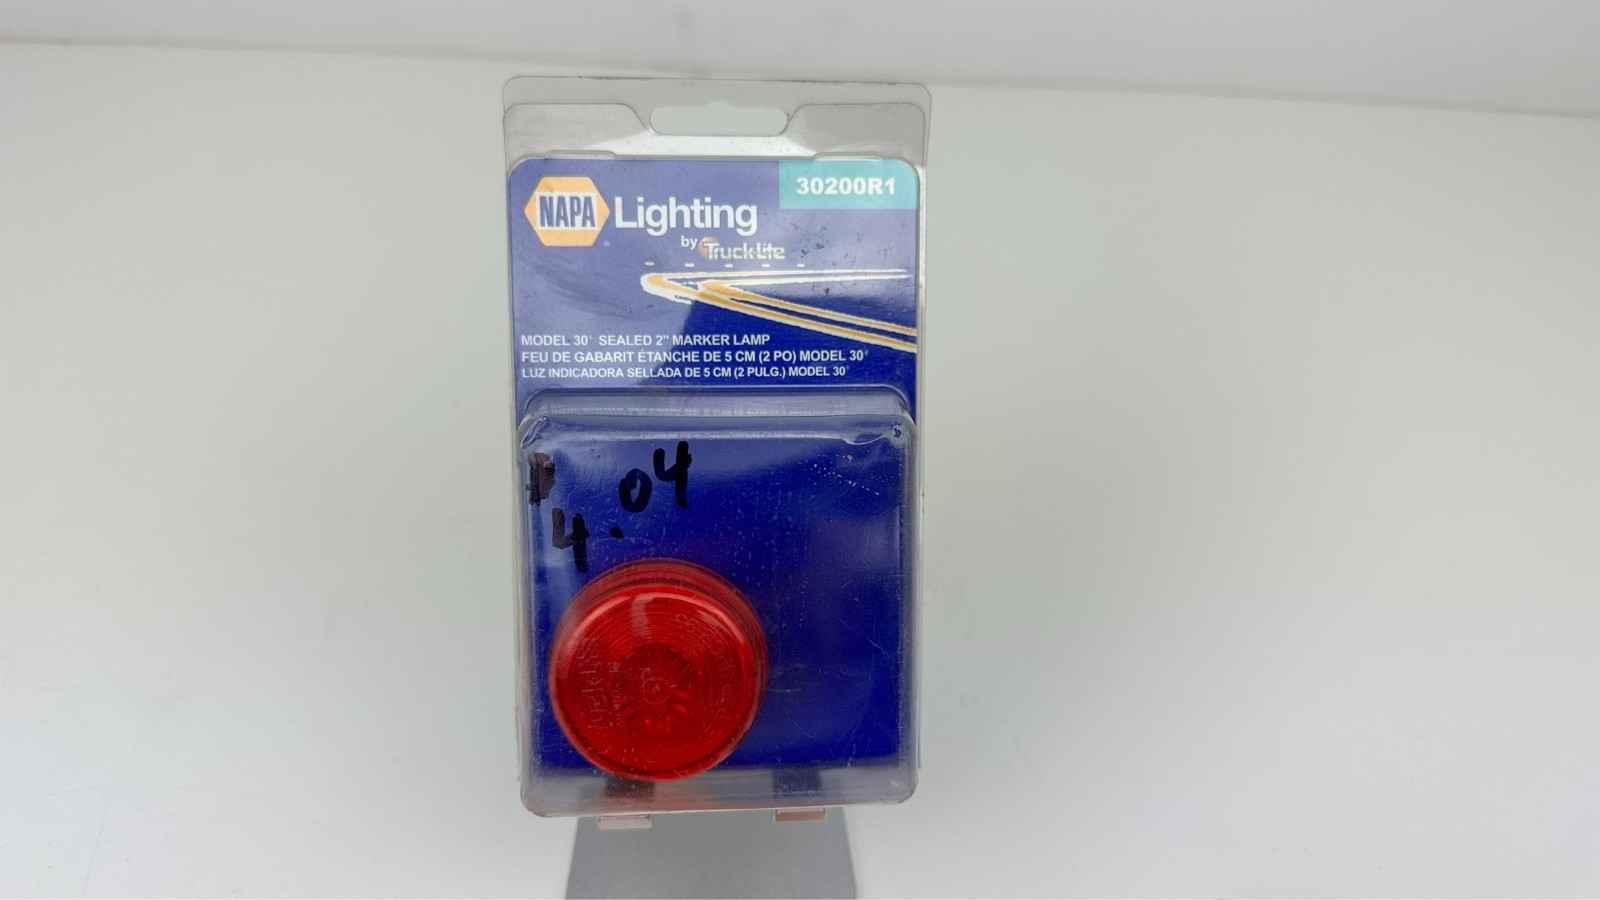 30200R1
NAPA Lighting
by Truck-Lite
MODEL 30® SEALED 2" MARKER LAMP
FEU DE GABARIT ÉTANCHE DE 5 CM (2 PO) MODEL 30®
LUZ INDICADORA SELLADA DE 5 CM (2 PULG.) MODEL 30®
$ 4.04